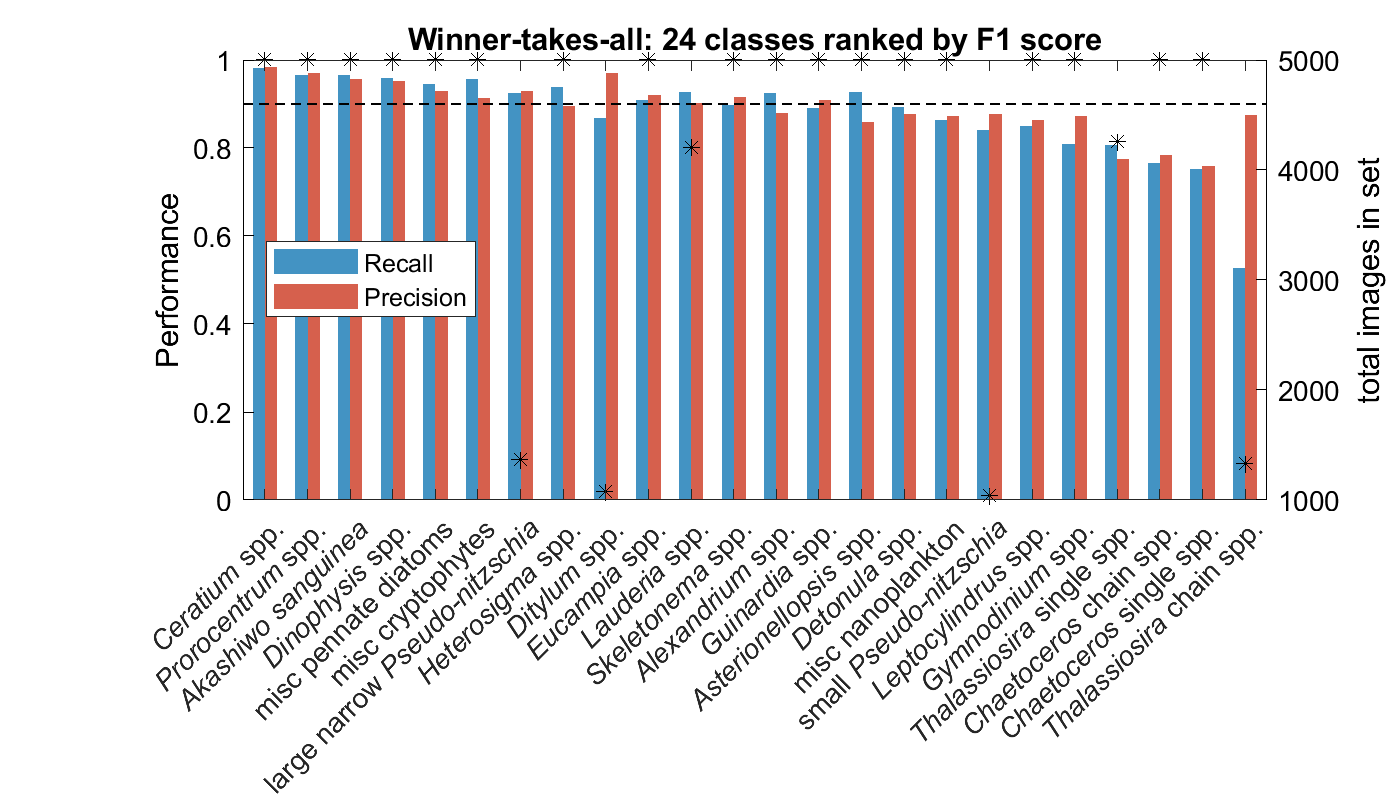 Winner-takes-all: 24 classes ranked by F1 score
1
0.8
0.6
0.4
0.2
0
Performance
5000
4000
3000
2000
1000
total images in set
Recall
Precision
Ceratium spp.
Prorocentrum spp.
Akashiwo sanguinea
Dinophysis spp.
misc pennate diatoms
misc cryptophytes
large narrow Pseudo-nitzschia
Heterosigma spp.
Ditylum spp.
Eucampia spp.
Lauderia spp.
Skeletonema spp.
Alexandrium spp.
Guinardia spp.
Asterionellopsis spp.
Detonula spp.
misc nanoplankton
small Pseudo-nitzschia
Leptocylindrus spp.
Gymnodinium spp.
Thalassiosira single spp.
Chaetoceros chain spp.
Chaetoceros single spp.
Thalassiosira chain spp.